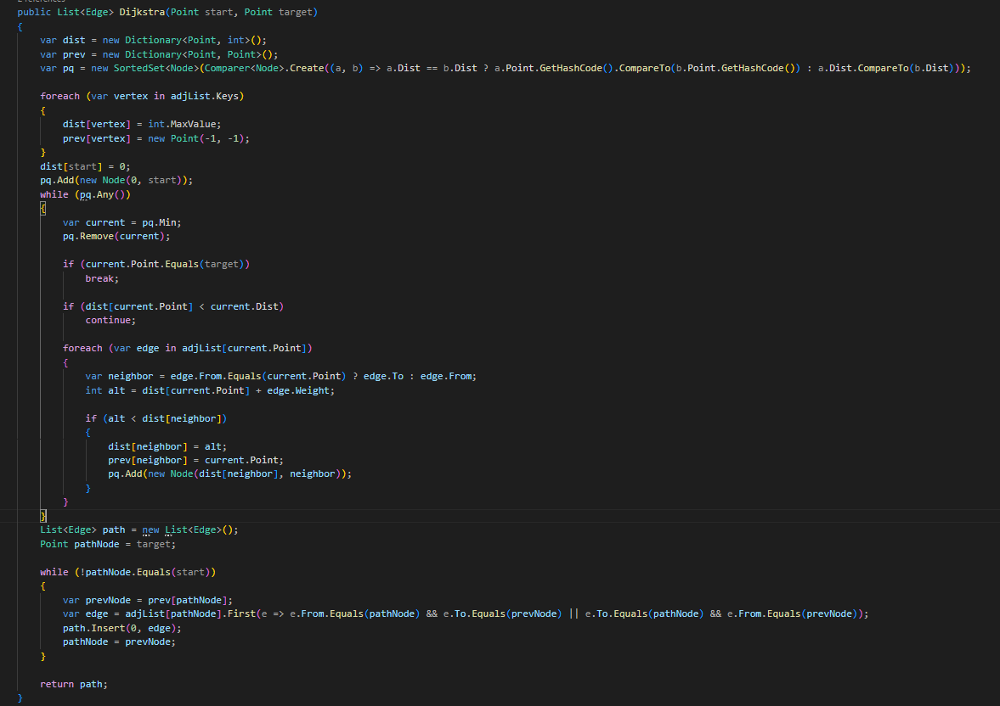 public List<Edge> Dijkstra(Point start, Point target)
{
    var dist = new Dictionary<Point, int>();
    var prev = new Dictionary<Point, Point>();
    var pq = new SortedSet<Node>(Comparer<Node>.Create((a, b) => a.Dist == b.Dist ? a.Point.GetHashCode().CompareTo(b.Point.GetHashCode()) : a.Dist.CompareTo(b.Dist)));

    foreach (var vertex in adjList.Keys)
    {
        dist[vertex] = int.MaxValue;
        prev[vertex] = new Point(-1, -1);
    }
    dist[start] = 0;
    pq.Add(new Node(0, start));
    while (pq.Any())
    {
        var current = pq.Min;
        pq.Remove(current);

        if (current.Point.Equals(target))
            break;

        if (dist[current.Point] < current.Dist)
            continue;

        foreach (var edge in adjList[current.Point])
        {
            var neighbor = edge.From.Equals(current.Point) ? edge.To : edge.From;
            int alt = dist[current.Point] + edge.Weight;

            if (alt < dist[neighbor])
            {
                dist[neighbor] = alt;
                prev[neighbor] = current.Point;
                pq.Add(new Node(dist[neighbor], neighbor));
            }
        }
    }
    List<Edge> path = new List<Edge>();
    Point pathNode = target;

    while (!pathNode.Equals(start))
    {
        var prevNode = prev[pathNode];
        var edge = adjList[pathNode].First(e => e.From.Equals(pathNode) && e.To.Equals(prevNode) || e.To.Equals(pathNode) && e.From.Equals(prevNode));
        path.Insert(0, edge);
        pathNode = prevNode;
    }

    return path;
}